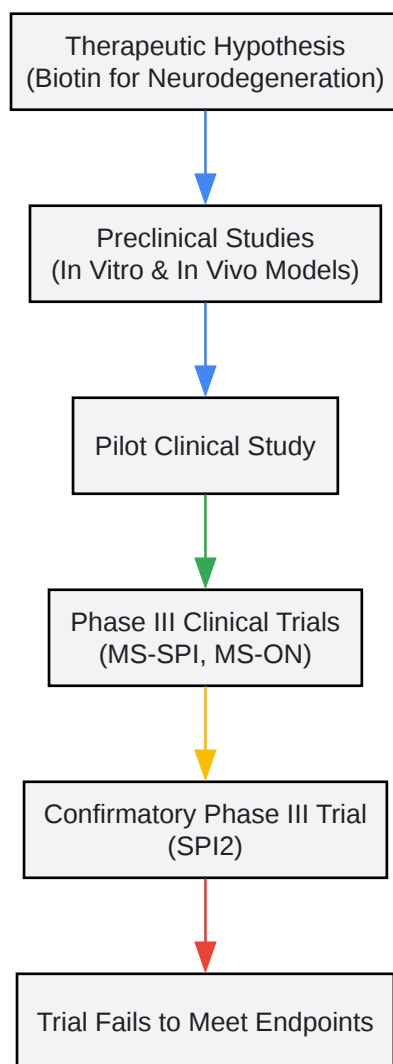 Therapeutic Hypothesis
(Biotin for Neurodegeneration)
Preclinical Studies
(In Vitro & In Vivo Models)
Pilot Clinical Study
Phase III Clinical Trials
(MS-SPI, MS-ON)
Confirmatory Phase III Trial
(SPI2)
Trial Fails to Meet Endpoints